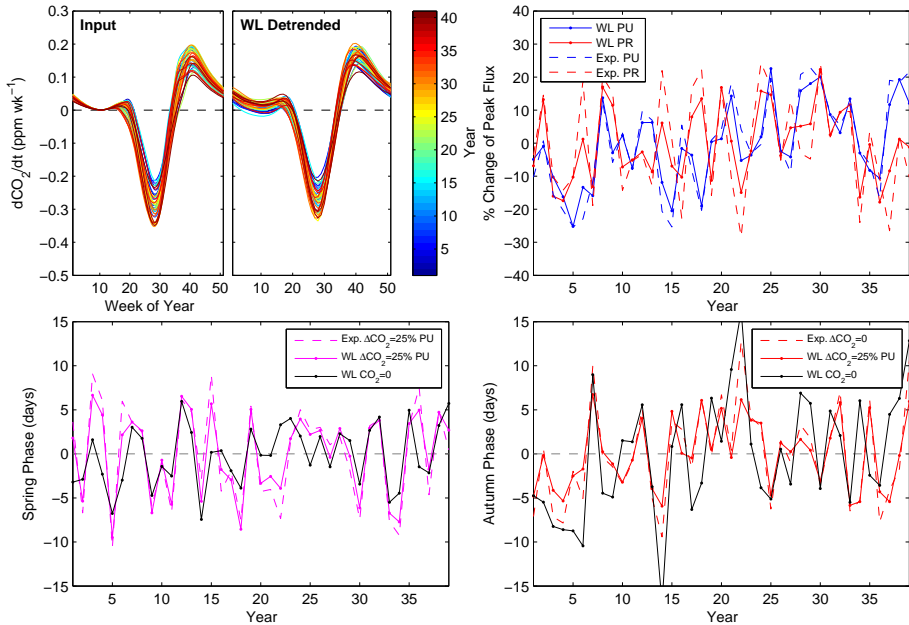 Input
WL Detrended
dCO2/dt (ppm wk−1)
0.5
0.4
0.3
0.2
0.1
0
−0.1
−0.2
−0.3
−0.4
−0.5
1 10 20 30 40 50
1 10 20 30 40 50
Week of Year
Year
40
35
30
25
20
15
10
5
% Change of Peak Flux
40
30
20
10
0
−10
−20
−30
−40
WL PU
WL PR
Exp. PU
Exp. PR
5 10 15 20 25 30 35
Year
Spring Phase (days)
15
10
5
0
−5
−10
−15
Exp. ΔCO2=25% PU
WL ΔCO2=25% PU
WL CO2=0
5 10 15 20 25 30 35
Year
Autumn Phase (days)
15
10
5
0
−5
−10
−15
Exp. ΔCO2=0
WL ΔCO2=25% PU
WL CO2=0
5 10 15 20 25 30 35
Year